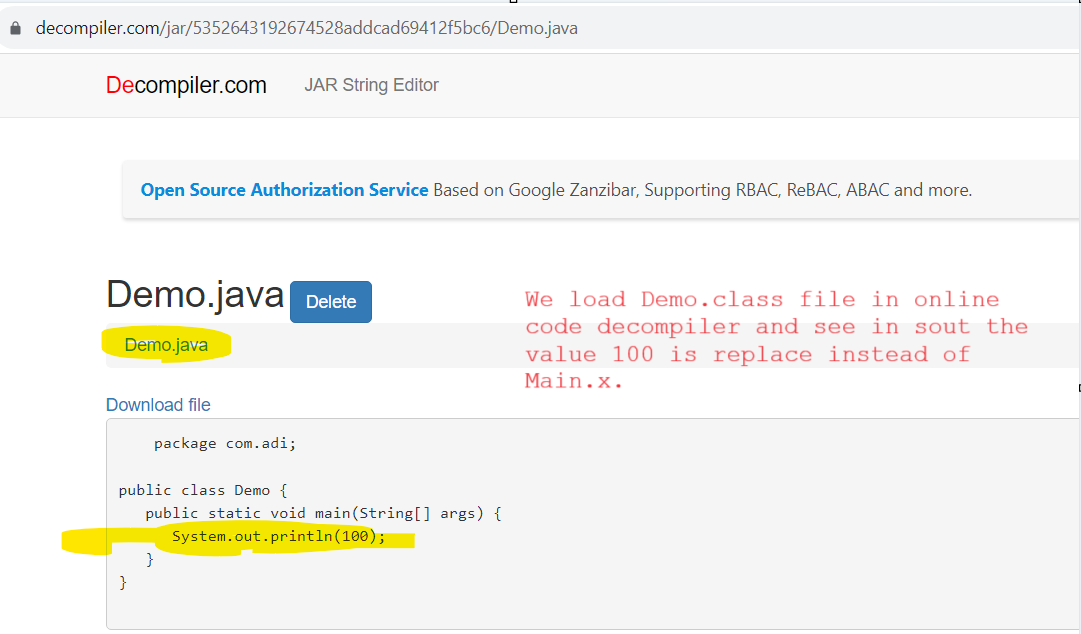 decompiler.com/jar/5352643192674528addcad69412f5bc6/Demo.java
Decompiler.com JAR String Editor
Open Source Authorization Service Based on Google Zanzibar, Supporting RBAC, ReBAC, ABAC and more.
Demo.java Delete
Demo.java
We load Demo.class file in online
code decompiler and see in sout the
value 100 is replace instead of
Main.x.
Download file
package com.adi;
public class Demo {
public static void main(String[] args) {
System.out.println(100);
}
}